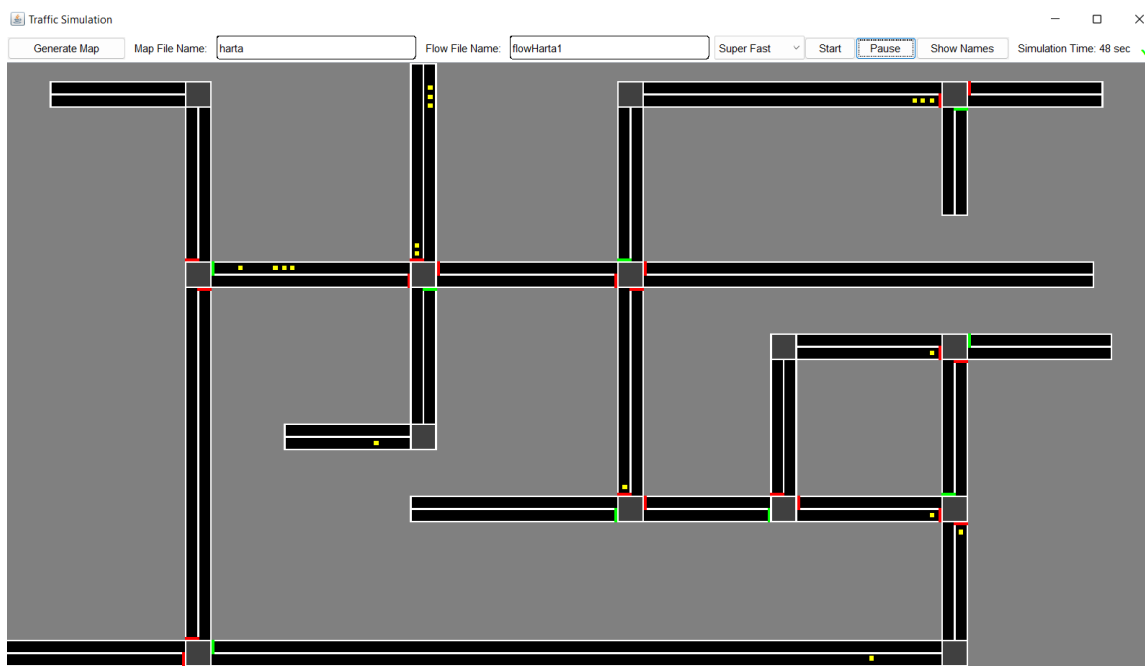 Traffic Simulation
Generate Map Map File Name: harta Flow File Name: flowHarta1 Super Fast Start Pause Show Names Simulation Time: 48 sec